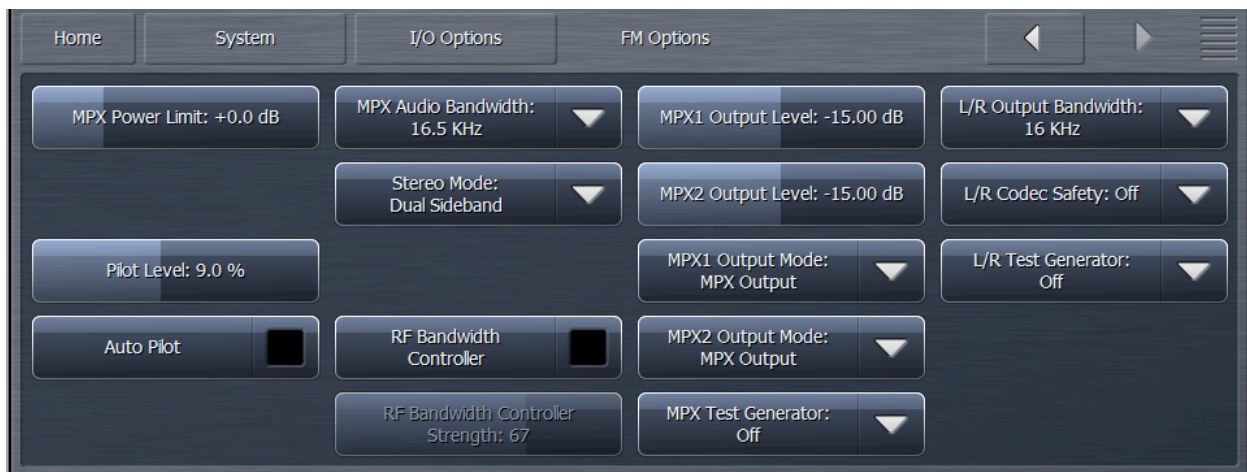 Home
System
I/O Options
FM Options
MPX Power Limit: +0.0 dB
MPX Audio Bandwidth:
16.5 KHz
MPX1 Output Level: -15.00 dB
L/R Output Bandwidth:
16 KHz
Stereo Mode:
Dual Sideband
MPX2 Output Level: -15.00 dB
L/R Codec Safety: Off
Pilot Level: 9.0 %
MPX1 Output Mode:
MPX Output
L/R Test Generator:
Off
Auto Pilot
RF Bandwidth
Controller
MPX2 Output Mode:
MPX Output
RF Bandwidth Controller
Strength: 67
MPX Test Generator:
Off